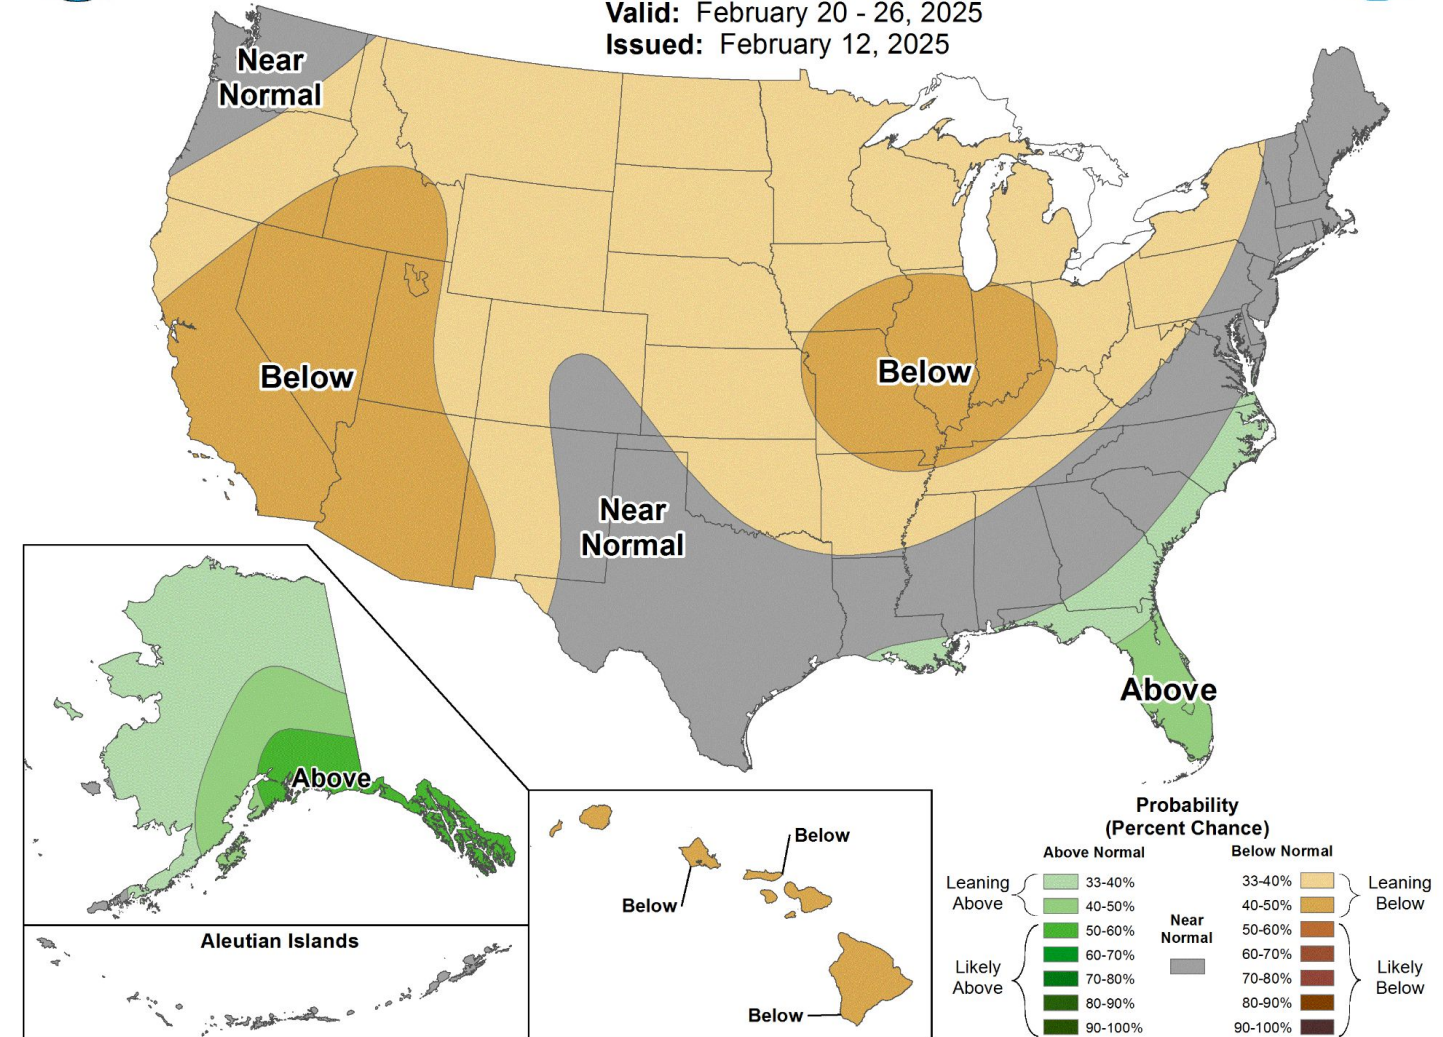 Valid: February 20 - 26, 2025
Issued: February 12, 2025
Near
Normal
Below
Below
Near
Normal
Above
Above
Aleutian Islands
Below
Below
Below
Probability
(Percent Chance)
Above Normal
Below Normal
Leaning
Above
33-40%
40-50%
Likely
Above
50-60%
60-70%
70-80%
80-90%
90-100%
Near
Normal
33-40%
40-50%
Leaning
Below
50-60%
60-70%
70-80%
80-90%
90-100%
Likely
Below